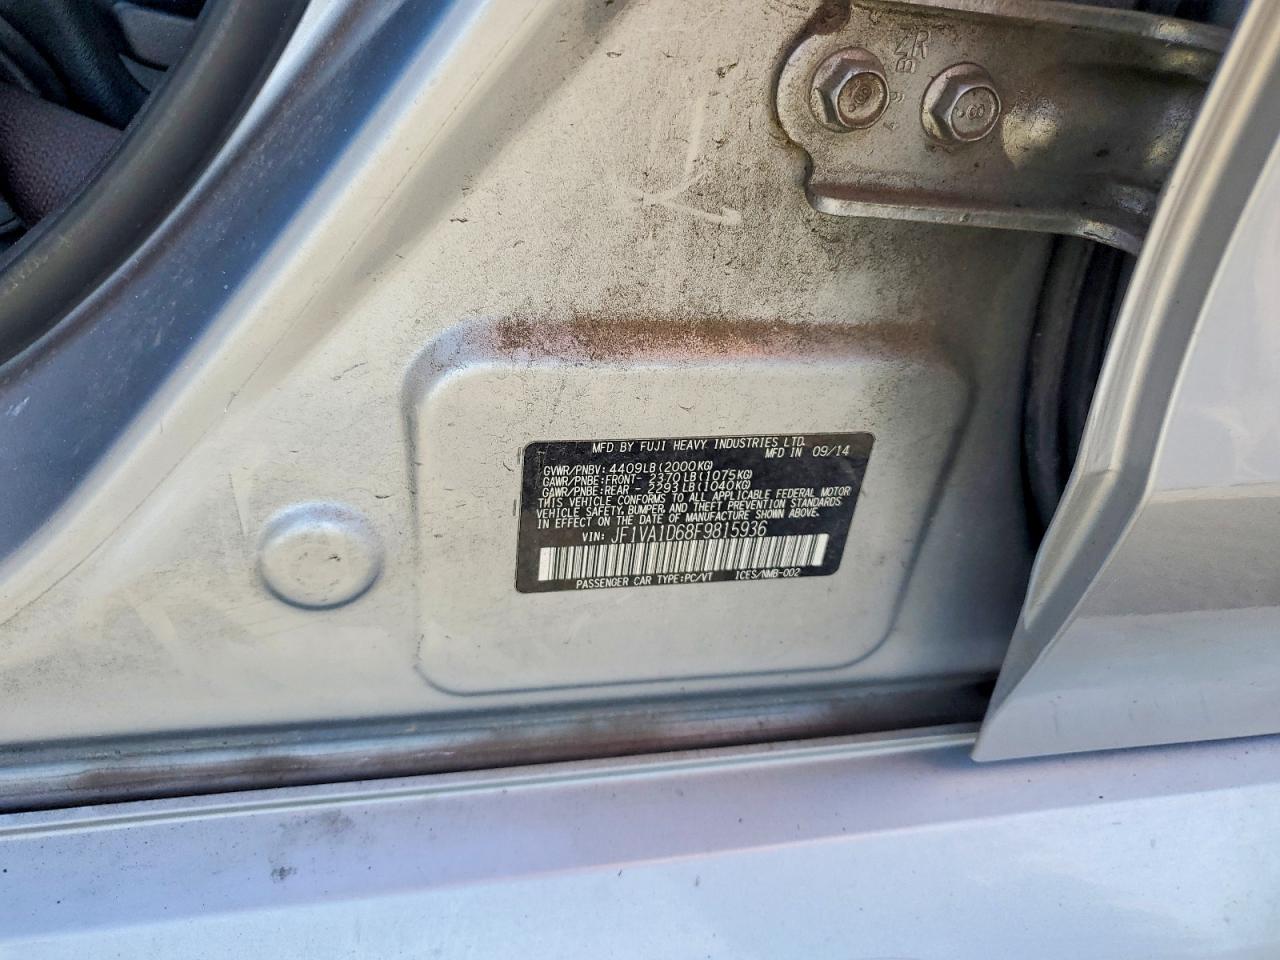 MFD BY FUJI HEAVY INDUSTRIES LTD.
MFD IN 09/14
GVWR/PNBV: 4409LB(2000KG)
GAWR/PNBE:FRONT- 2370LB(1075KG)
GAWR/PNBE:REAR - 2293LB(1040KG)
THIS VEHICLE CONFORMS TO ALL APPLICABLE FEDERAL MOTOR
VEHICLE SAFETY, BUMPER, AND THEFT PREVENTION STANDARDS
IN EFFECT ON THE DATE OF MANUFACTURE SHOWN ABOVE.
VIN: JF1VA1D68F9815936
PASSENGER CAR TYPE:PC/VT ICES/NMB-002